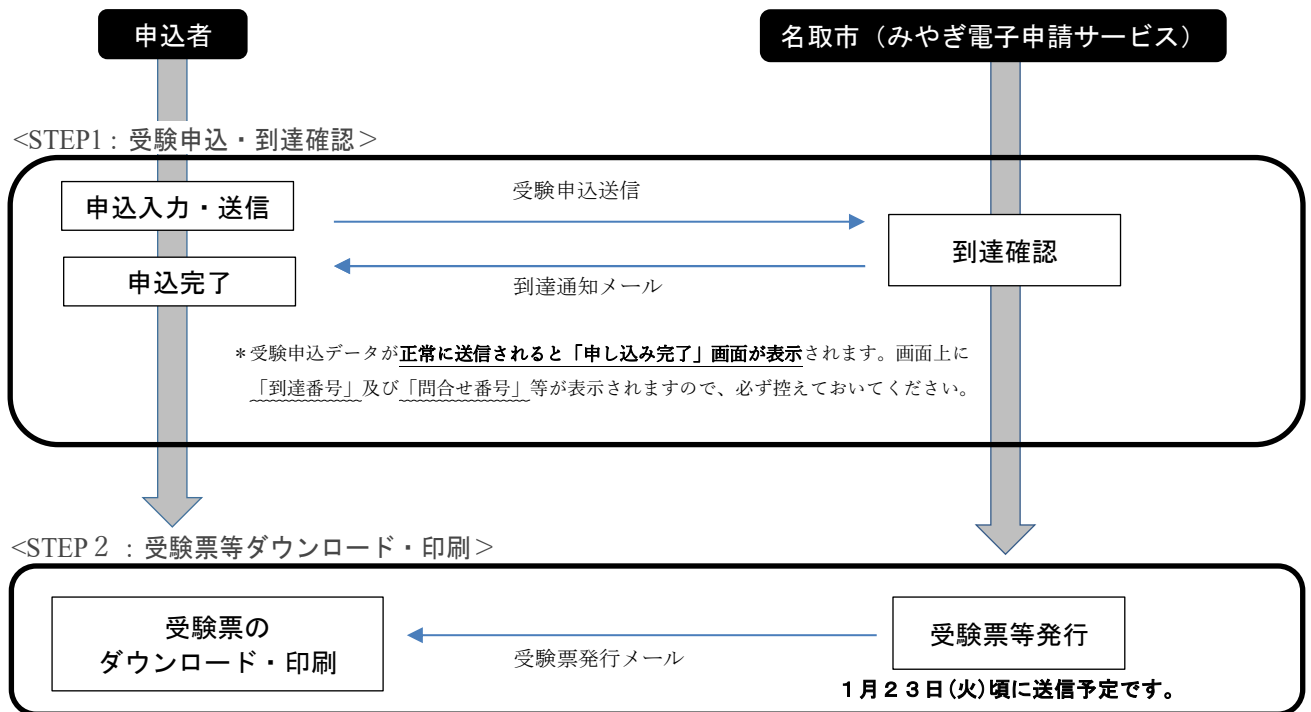 申込者
名取市（みやぎ電子申請サービス）
<STEP1：受験申込・到達確認＞
申込入力・送信
受験申込送信
到達確認
申込完了
到達通知メール
＊受験申込データが正常に送信されると「申し込み完了」画面が表示されます。画面上に
「到達番号」及び「問合せ番号」等が表示されますので、必ず控えておいてください。
<STEP２：受験票等ダウンロード・印刷＞
受験票の
ダウンロード・印刷
受験票発行メール
受験票等発行
１月２３日(火)頃に送信予定です。